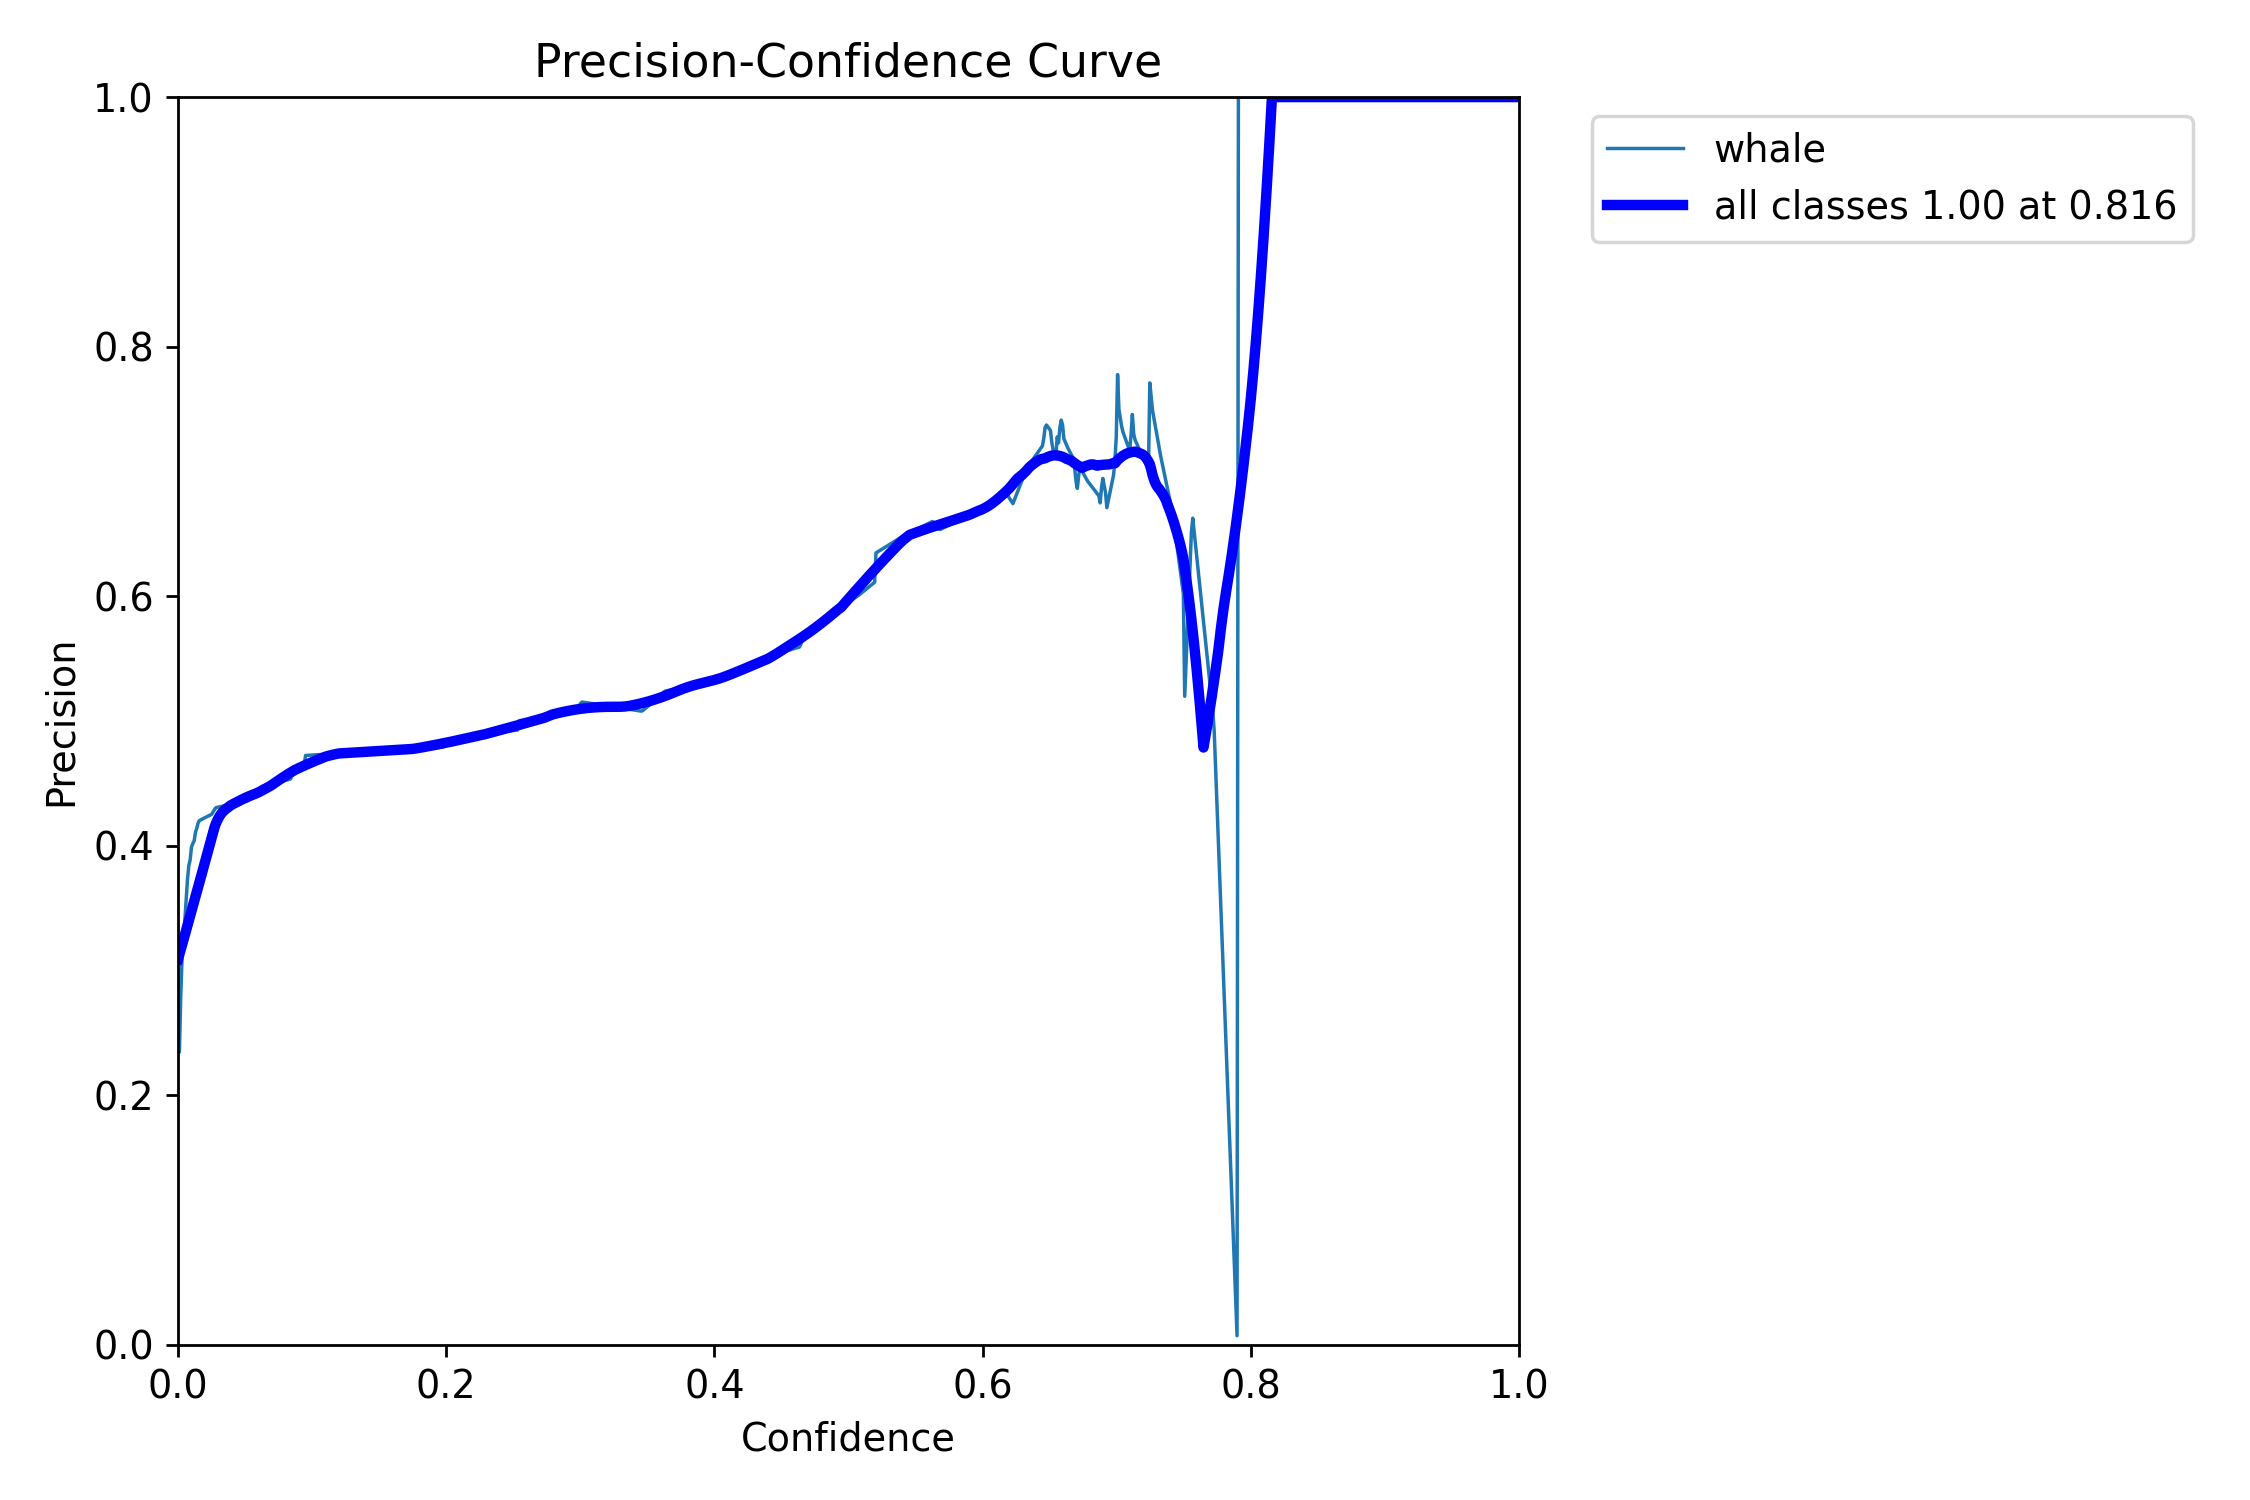 Precision-Confidence Curve
whale
all classes 1.00 at 0.816
Precision
1.0
0.8
0.6
0.4
0.2
0.0
0.0 0.2 0.4 0.6 0.8 1.0
Confidence